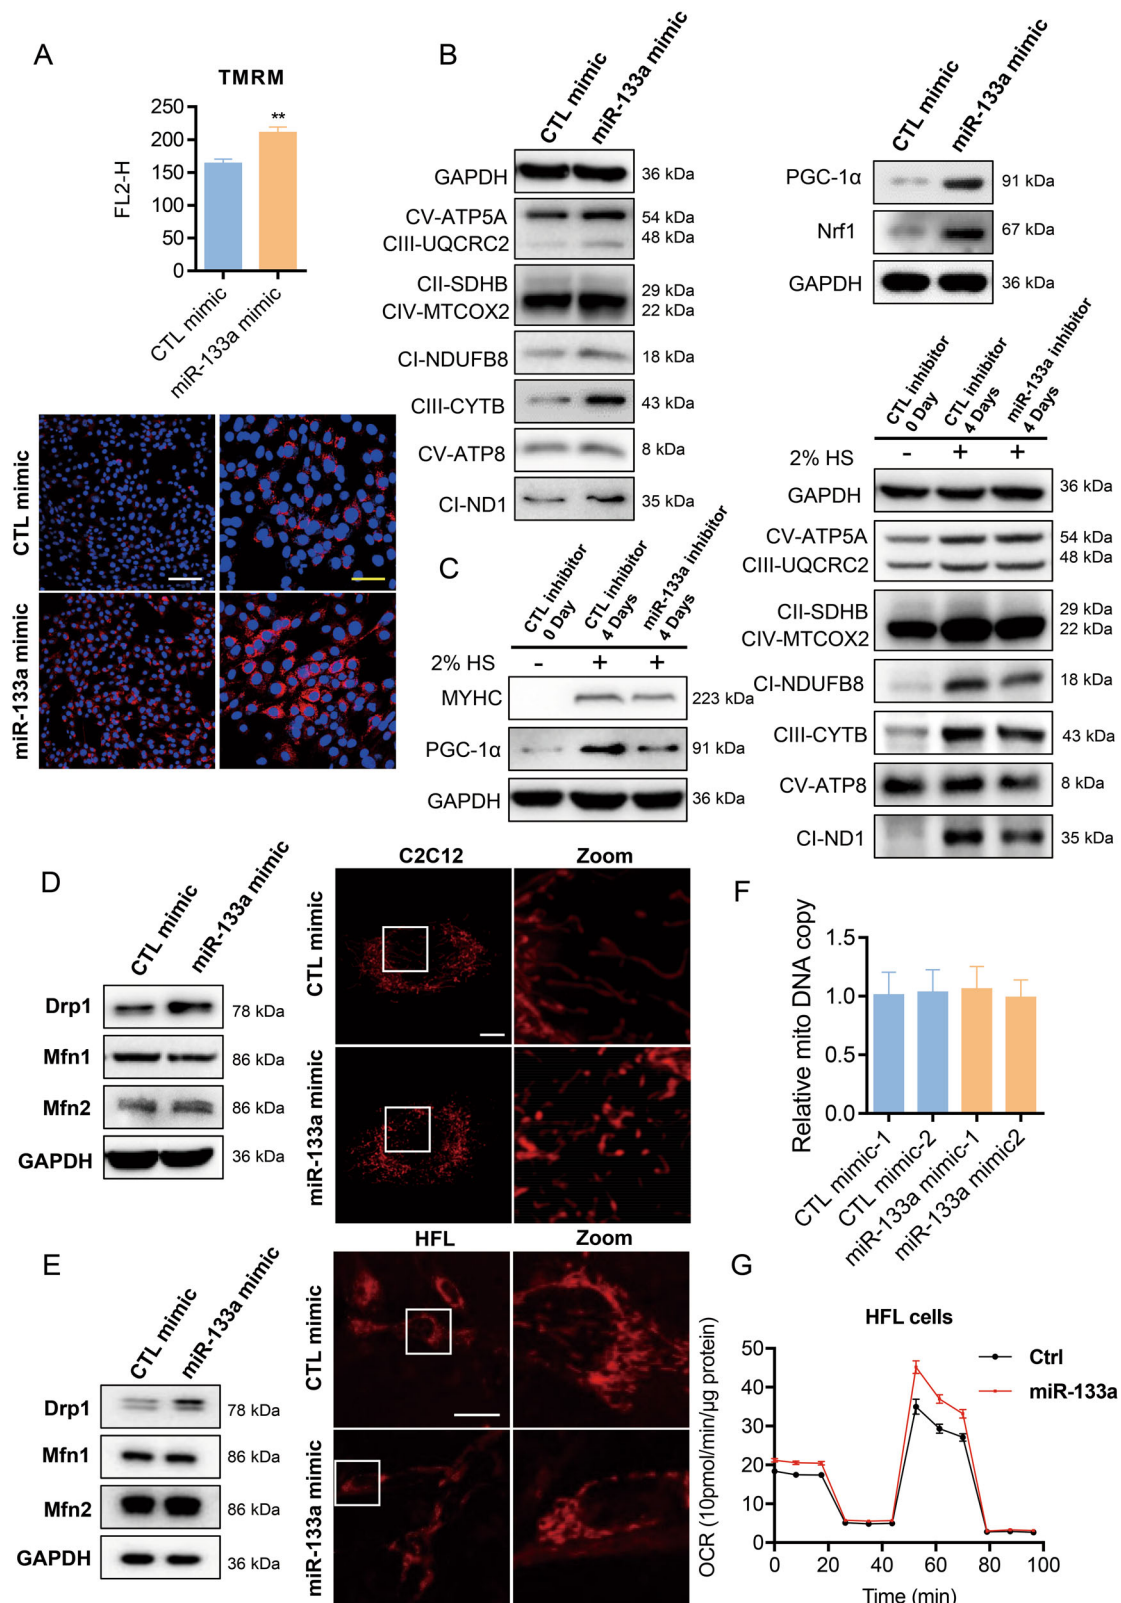 A
TMRM
250
200
150
100
50
0
FL2-H
**
CTL mimic
miR-133a mimic
CTL mimic
miR-133a mimic
B
CTL mimic
miR-133a mimic
GAPDH 36 kDa
CV-ATP5A 54 kDa
CIII-UQCRC2 48 kDa
CII-SDHB 29 kDa
CIV-MTCOX2 22 kDa
CI-NDUFB8 18 kDa
CIII-CYTB 43 kDa
CV-ATP8 8 kDa
CI-ND1 35 kDa
CTL mimic
miR-133a mimic
PGC-1α 91 kDa
Nrf1 67 kDa
GAPDH 36 kDa
C
CTL inhibitor 0 Day
CTL inhibitor 4 Days
miR-133a inhibitor 4 Days
2% HS - + +
MYHC 223 kDa
PGC-1α 91 kDa
GAPDH 36 kDa
CTL inhibitor 0 Day
CTL inhibitor 4 Days
miR-133a inhibitor 4 Days
2% HS - + +
GAPDH 36 kDa
CV-ATP5A 54 kDa
CIII-UQCRC2 48 kDa
CII-SDHB 29 kDa
CIV-MTCOX2 22 kDa
CI-NDUFB8 18 kDa
CIII-CYTB 43 kDa
CV-ATP8 8 kDa
CI-ND1 35 kDa
D
CTL mimic
miR-133a mimic
Drp1 78 kDa
Mfn1 86 kDa
Mfn2 86 kDa
GAPDH 36 kDa
C2C12 Zoom
CTL mimic
miR-133a mimic
E
CTL mimic
miR-133a mimic
Drp1 78 kDa
Mfn1 86 kDa
Mfn2 86 kDa
GAPDH 36 kDa
HFL Zoom
CTL mimic
miR-133a mimic
F
Relative mito DNA copy
1.5
1.0
0.5
0.0
CTL mimic-1
CTL mimic-2
miR-133a mimic-1
miR-133a mimic2
G
HFL cells
OCR (10pmol/min/μg protein)
50
40
30
20
10
0
0 20 40 60 80 100
Time (min)
Ctrl
miR-133a